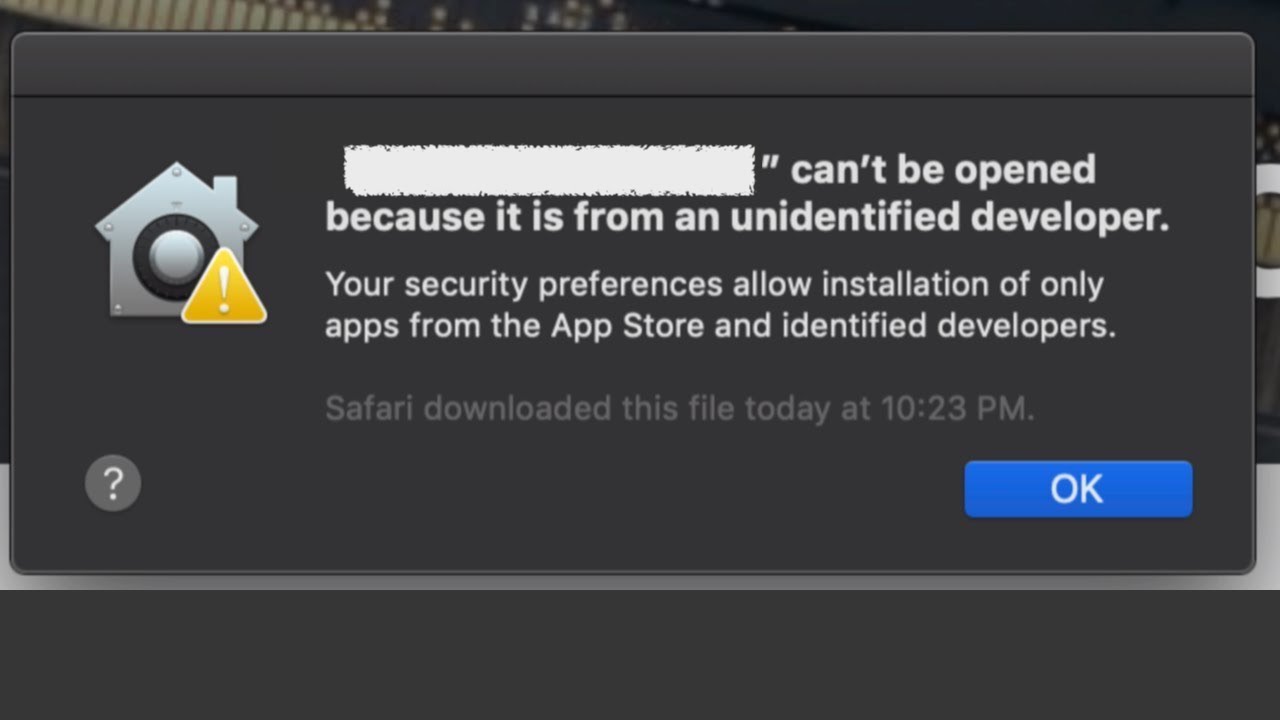 ” can’t be opened
because it is from an unidentified developer.
Your security preferences allow installation of only
apps from the App Store and identified developers.
Safari downloaded this file today at 10:23 PM.
?
OK